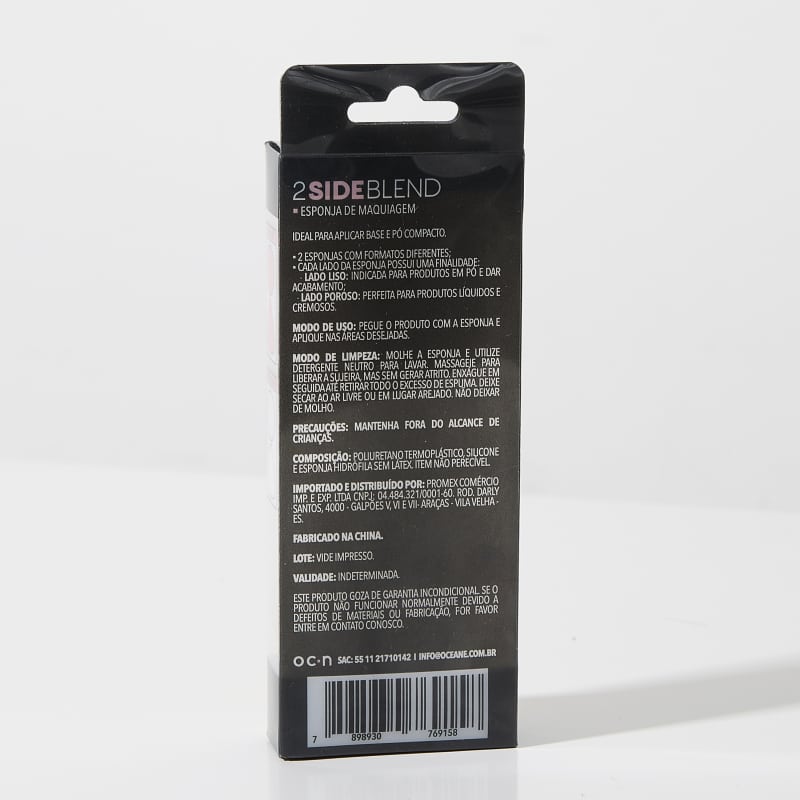 2SIDEBLEND
▪ ESPONJA DE MAQUIAGEM
IDEAL PARA APLICAR BASE E PÓ COMPACTO.
• 2 ESPONJAS COM FORMATOS DIFERENTES;
• CADA LADO DA ESPONJA POSSUI UMA FINALIDADE:
- LADO LISO: INDICADA PARA PRODUTOS EM PÓ E DAR
ACABAMENTO;
- LADO POROSO: PERFEITA PARA PRODUTOS LÍQUIDOS E
CREMOSOS.
MODO DE USO: PEGUE O PRODUTO COM A ESPONJA E
APLIQUE NAS ÁREAS DESEJADAS.
MODO DE LIMPEZA: MOLHE A ESPONJA E UTILIZE
DETERGENTE NEUTRO PARA LAVAR. MASSAGEJE PARA
LIBERAR A SUJEIRA, MAS SEM GERAR ATRITO. ENXÁGUE EM
SEGUIDA ATÉ RETIRAR TODO O EXCESSO DE ESPUMA. DEIXE
SECAR AO AR LIVRE OU EM LUGAR AREJADO. NÃO DEIXAR
DE MOLHO.
PRECAUÇÕES: MANTENHA FORA DO ALCANCE DE
CRIANÇAS.
COMPOSIÇÃO: POLIURETANO TERMOPLÁSTICO, SILICONE
E ESPONJA HIDRÓFILA SEM LÁTEX. ITEM NÃO PERECÍVEL.
IMPORTADO E DISTRIBUÍDO POR: PROMEX COMÉRCIO
IMP. E EXP. LTDA CNPJ: 04.484.321/0001-60. ROD. DARLY
SANTOS, 4000 - GALPÕES V, VI E VII- ARAÇAS - VILA VELHA -
ES.
FABRICADO NA CHINA.
LOTE: VIDE IMPRESSO.
VALIDADE: INDETERMINADA.
ESTE PRODUTO GOZA DE GARANTIA INCONDICIONAL. SE O
PRODUTO NÃO FUNCIONAR NORMALMENTE DEVIDO A
DEFEITOS DE MATERIAIS OU FABRICAÇÃO, POR FAVOR
ENTRE EM CONTATO CONOSCO.
oc•n SAC: 55 11 21710142 I INFO@OCEANE.COM.BR
7 898930 769158